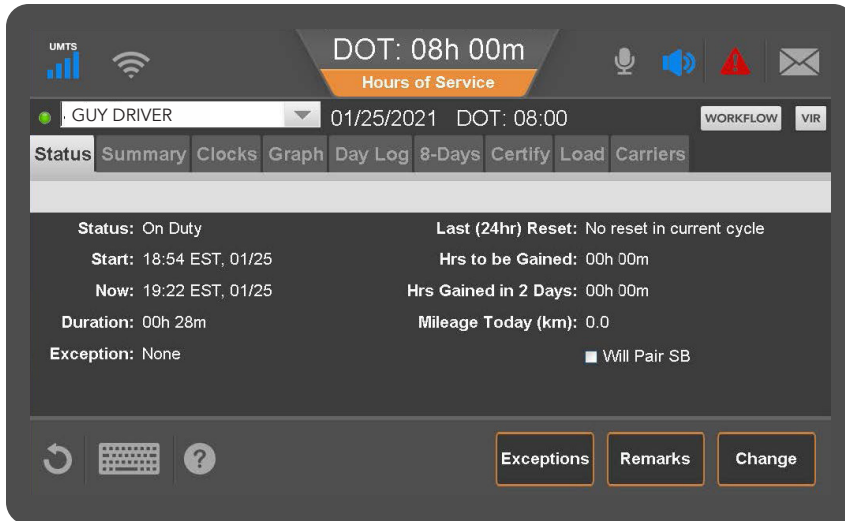 UMTS
DOT: 08h 00m
Hours of Service
GUY DRIVER
01/25/2021 DOT: 08:00
WORKFLOW
VIR
Status Summary Clocks Graph Day Log 8-Days Certify Load Carriers
Status: On Duty
Last (24hr) Reset: No reset in current cycle
Start: 18:54 EST, 01/25
Hrs to be Gained: 00h 00m
Now: 19:22 EST, 01/25
Hrs Gained in 2 Days: 00h 00m
Duration: 00h 28m
Mileage Today (km): 0.0
Exception: None
Will Pair SB
?
Exceptions
Remarks
Change